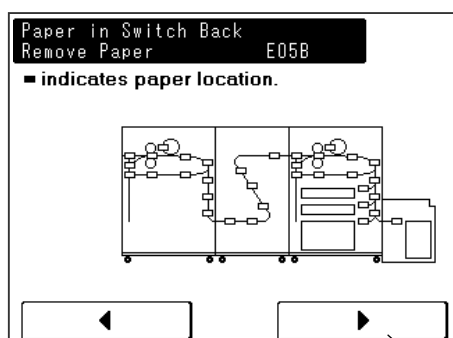 Paper in Switch Back
Remove Paper E05B
▬ indicates paper location.